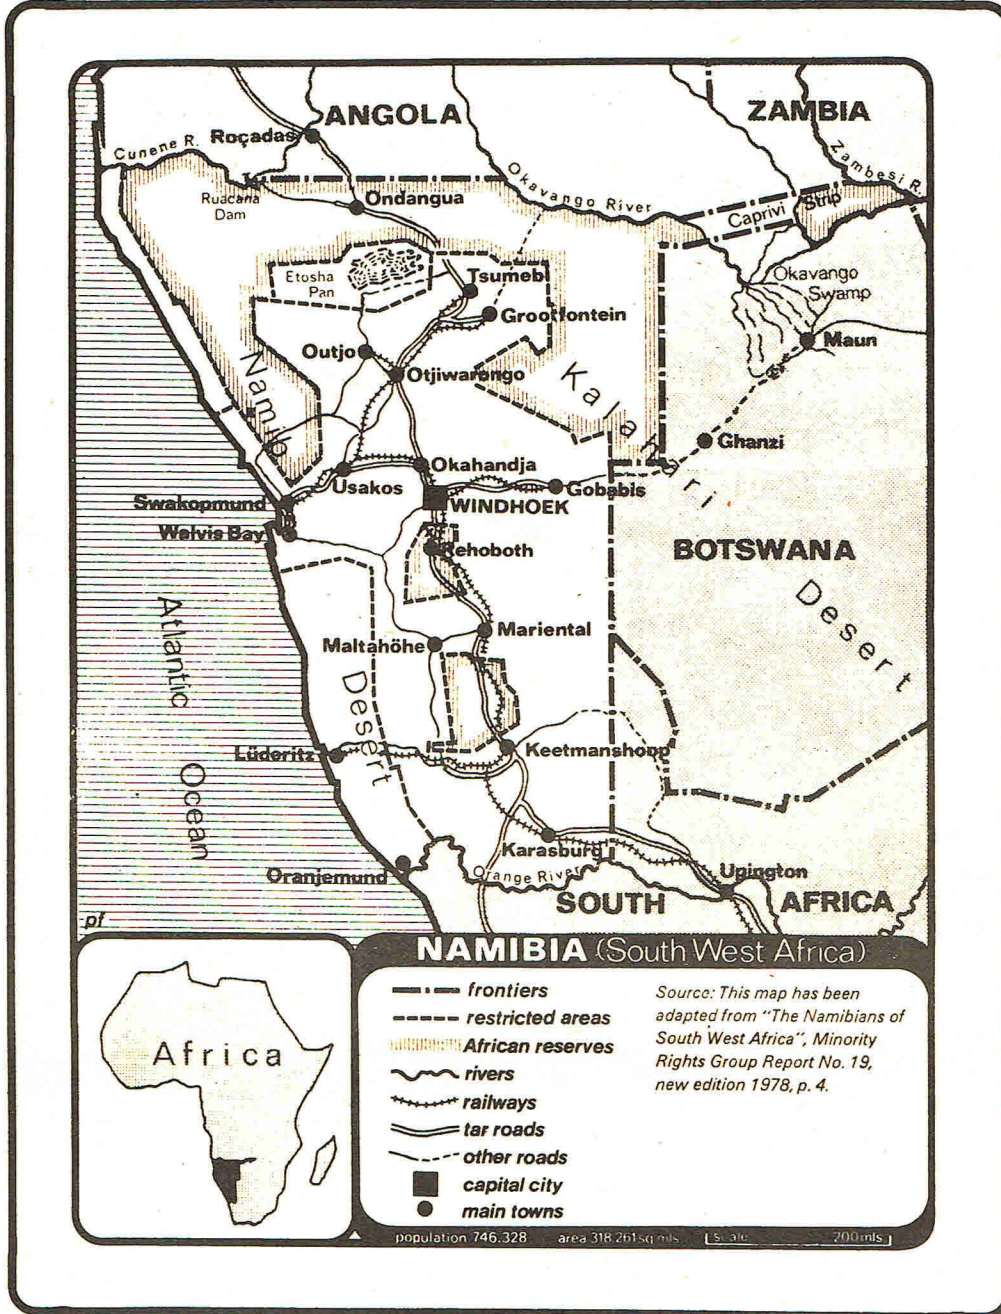 ANGOLA
ZAMBIA
Roçadas
Cunene R.
Zambesi R.
Okavango River
Ruacana
Dam
Ondangua
Caprivi Strip
Etosha
Pan
Okavango
Swamp
Tsumeb
Grootfontein
Maun
Outjo
Otjiwarongo
Namib
Kalahari
Ghanzi
Okahandja
Usakos
Gobabis
Swakopmund
WINDHOEK
Walvis Bay
Rehoboth
BOTSWANA
Desert
Atlantic
Mariental
Maltahöhe
Desert
Lüderitz
Keetmanshoop
Ocean
Karasburg
Oranjemund
Orange River
Upington
SOUTH AFRICA
pf
NAMIBIA (South West Africa)
Africa
frontiers
restricted areas
African reserves
rivers
railways
tar roads
other roads
capital city
main towns
Source: This map has been
adapted from "The Namibians of
South West Africa", Minority
Rights Group Report No. 19,
new edition 1978, p. 4.
population 746.328 area 318.261 sq mls Scale 200 mls